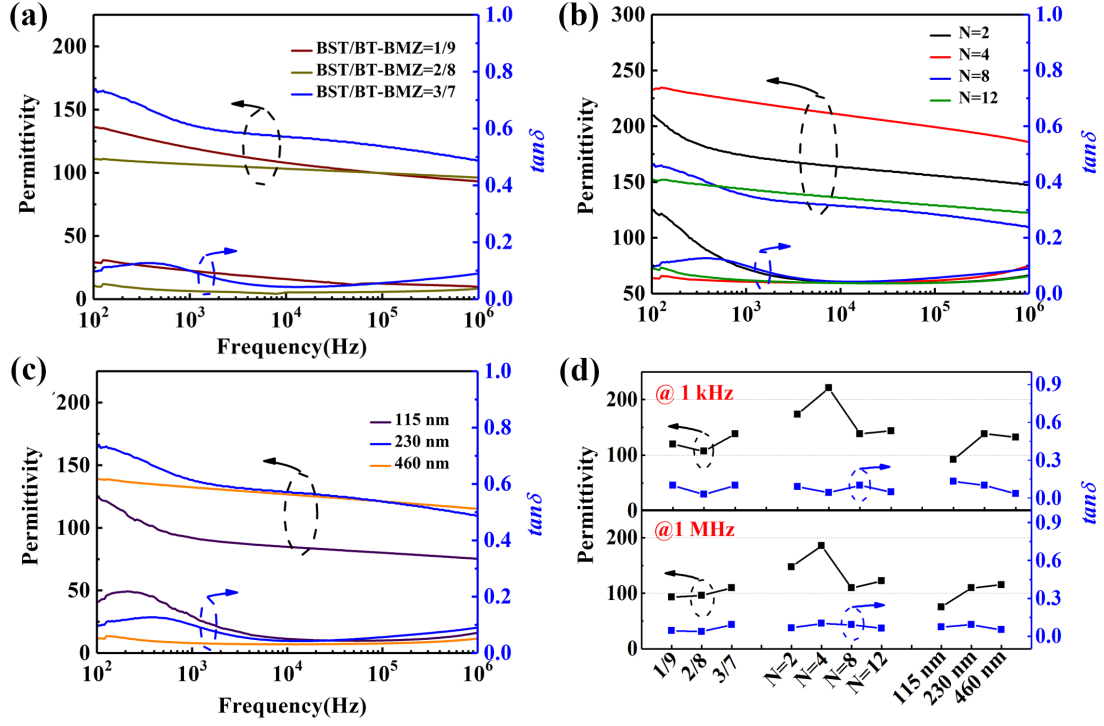 (a)
Permittivity
200
150
100
50
0
BST/BT-BMZ=1/9
BST/BT-BMZ=2/8
BST/BT-BMZ=3/7
1.0
0.8
0.6
0.4
0.2
0.0
tanδ
10² 10³ 10⁴ 10⁵ 10⁶
Frequency(Hz)
(b)
Permittivity
300
250
200
150
100
50
N=2
N=4
N=8
N=12
1.0
0.8
0.6
0.4
0.2
0.0
tanδ
10² 10³ 10⁴ 10⁵ 10⁶
Frequency(Hz)
(c)
Permittivity
200
150
100
50
0
115 nm
230 nm
460 nm
1.0
0.8
0.6
0.4
0.2
0.0
tanδ
10² 10³ 10⁴ 10⁵ 10⁶
Frequency(Hz)
(d)
@ 1 kHz
Permittivity
200
100
0
0.9
0.6
0.3
0.0
tanδ
@1 MHz
Permittivity
200
100
0
0.9
0.6
0.3
0.0
1/9 2/8 3/7 N=2 N=4 N=8 N=12 115 nm 230 nm 460 nm